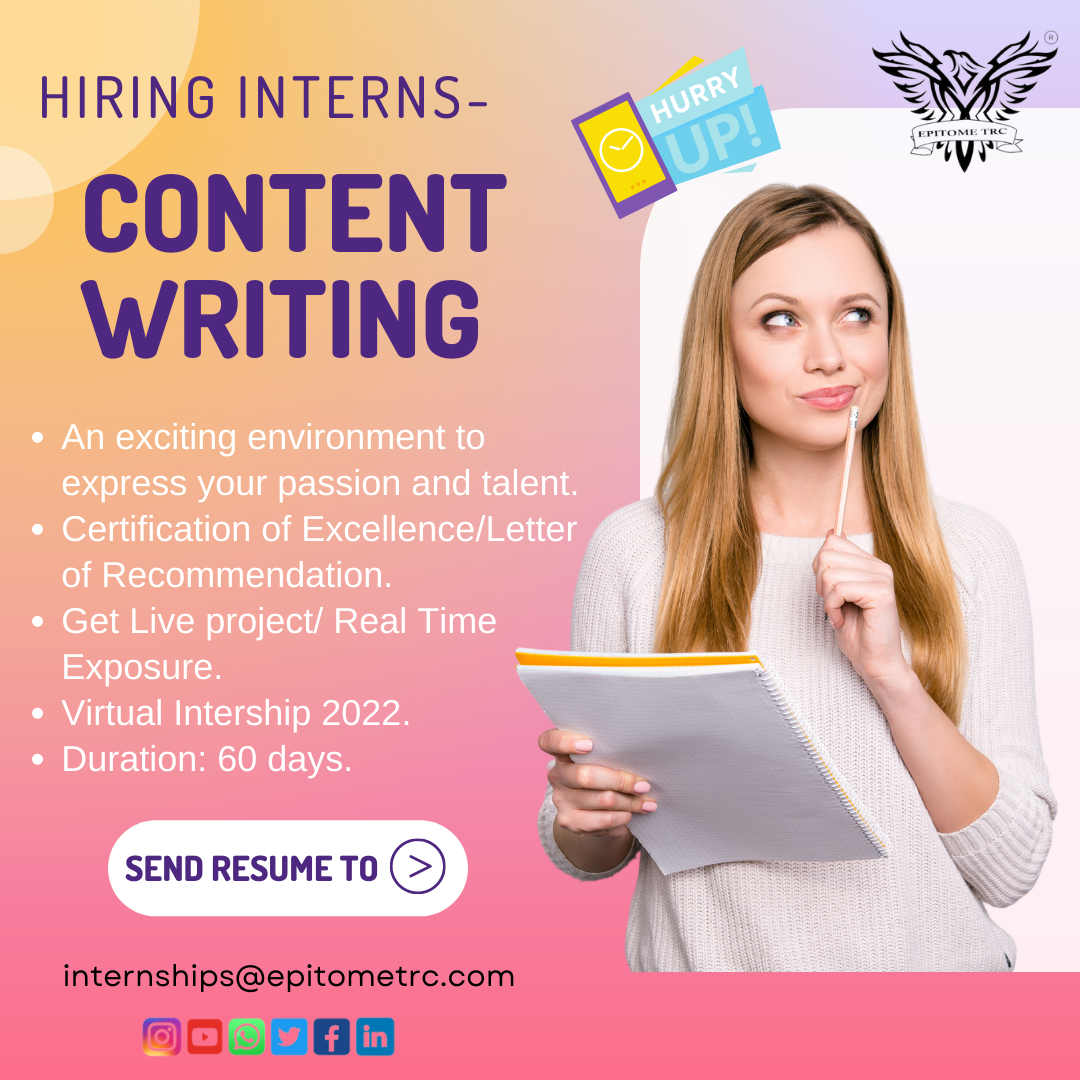 HIRING INTERNS-
HURRY
UP!
EPITOME TRC
®
CONTENT
WRITING
• An exciting environment to
express your passion and talent.
• Certification of Excellence/Letter
of Recommendation.
• Get Live project/ Real Time
Exposure.
• Virtual Intership 2022.
• Duration: 60 days.
SEND RESUME TO >
internships@epitometrc.com